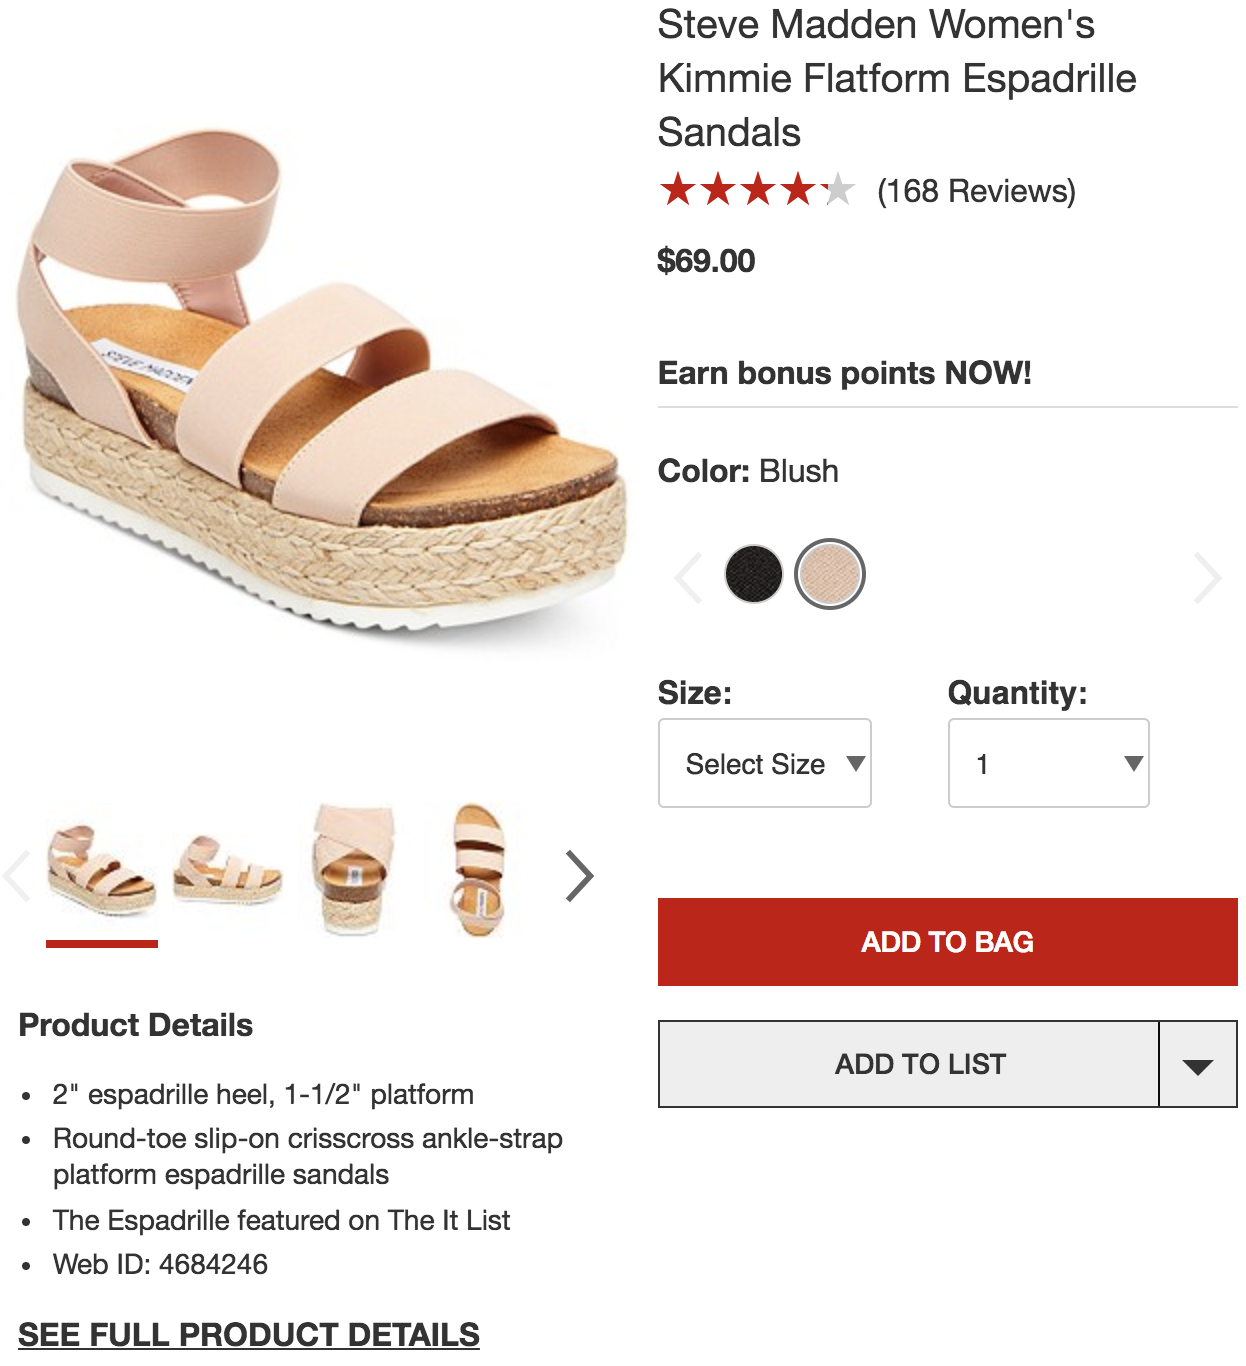 Steve Madden Women's
Kimmie Flatform Espadrille
Sandals
(168 Reviews)
$69.00
Earn bonus points NOW!
Color: Blush
Size:
Quantity:
Select Size
1
ADD TO BAG
ADD TO LIST
STEVE MADDEN
Product Details
• 2" espadrille heel, 1-1/2" platform
• Round-toe slip-on crisscross ankle-strap
platform espadrille sandals
• The Espadrille featured on The It List
• Web ID: 4684246
SEE FULL PRODUCT DETAILS